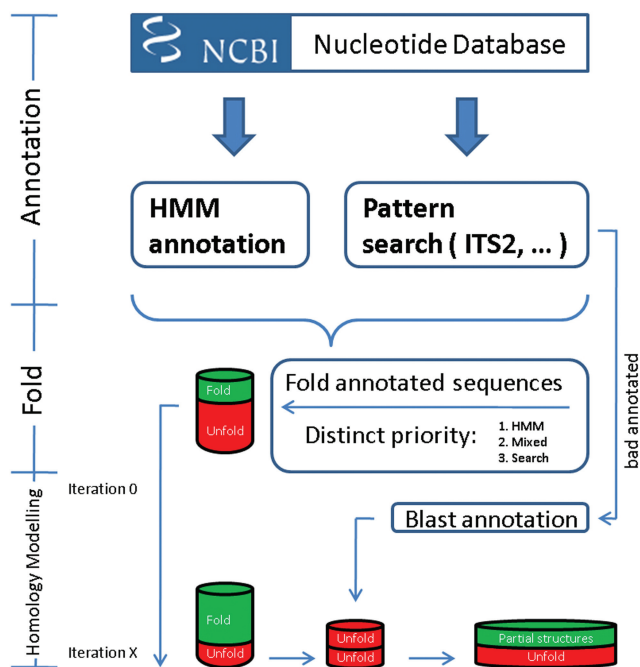 NCBI
Nucleotide Database
Annotation
HMM
annotation
Pattern
search ( ITS2, ... )
bad annotated
Fold
Fold
Unfold
Fold annotated sequences
Distinct priority:
1. HMM
2. Mixed
3. Search
Homology Modelling
Iteration 0
Blast annotation
Iteration X
Fold
Unfold
Unfold
Unfold
Partial structures
Unfold